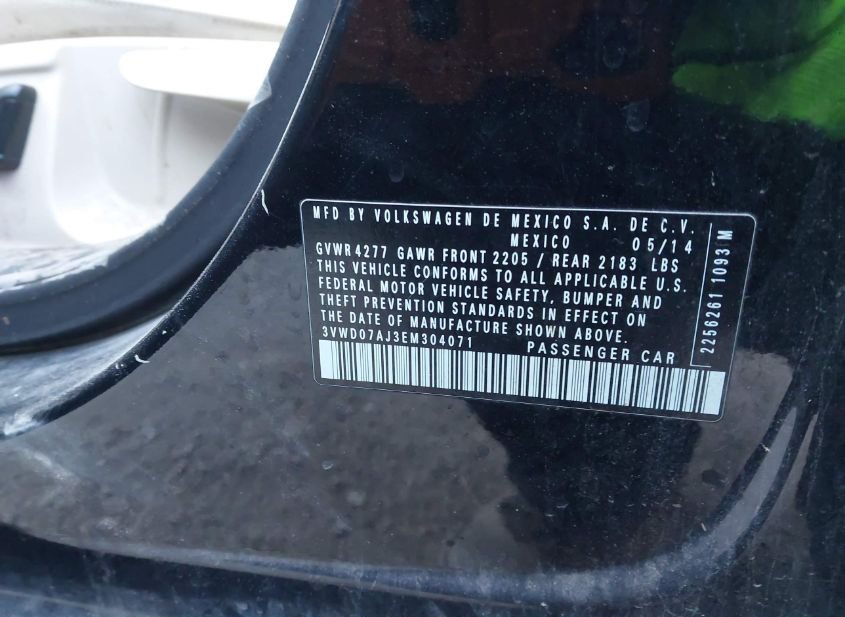 MFD BY VOLKSWAGEN DE MEXICO S.A. DE C.V.
MEXICO 05/14
GVWR 4277 GAWR FRONT 2205 / REAR 2183 LBS
THIS VEHICLE CONFORMS TO ALL APPLICABLE U.S.
FEDERAL MOTOR VEHICLE SAFETY, BUMPER AND
THEFT PREVENTION STANDARDS IN EFFECT ON
THE DATE OF MANUFACTURE SHOWN ABOVE.
3VWD07AJ3EM304071 PASSENGER CAR
2256261 1093 M